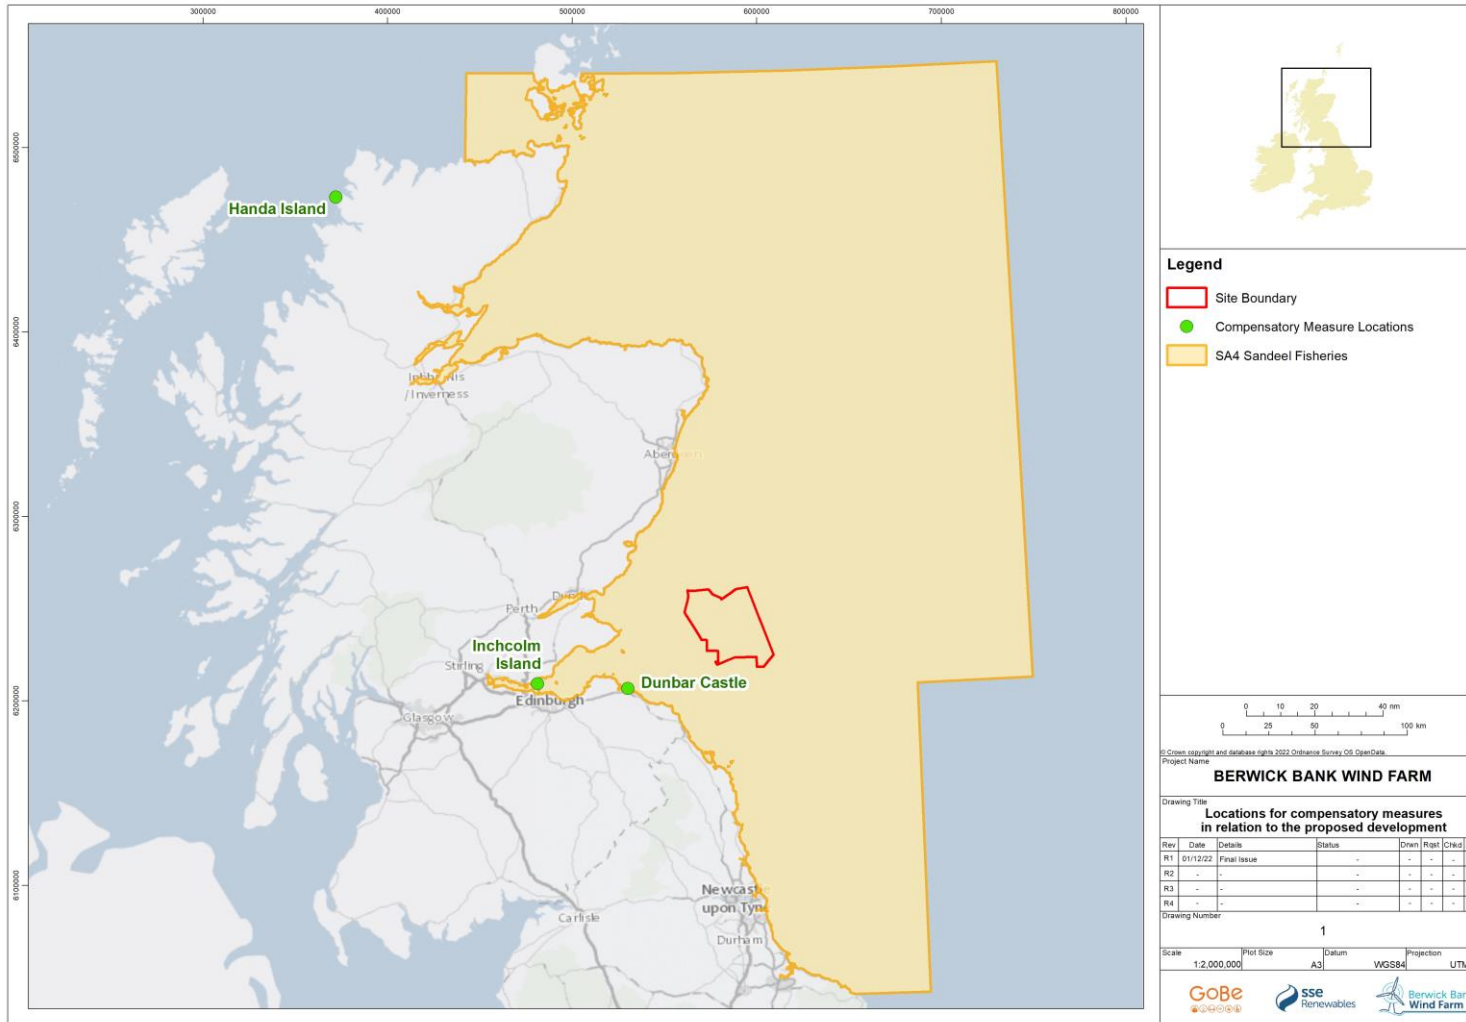 300000 400000 500000 600000 700000 800000
6500000
6400000
6300000
6200000
6100000
Handa Island
/Inverness
Perth
Stirling
Inchcolm
Island
Dunbar Castle
Edinburgh
Glasgow
Carlisle
upon Tyn
Durham
Legend
Site Boundary
Compensatory Measure Locations
SA4 Sandeel Fisheries
0 10 20 40 nm
0 25 50 100 km
© Crown copyright and database rights 2022 Ordnance Survey OS OpenData.
Project Name
BERWICK BANK WIND FARM
Drawing Title
Locations for compensatory measures
in relation to the proposed development
Rev Date Details Status Drwn Rqst Chkd
R1 01/12/22 Final Issue - - - -
R2 - - - - - -
R3 - - - - - -
R4 - - - - - -
Drawing Number
1
Scale Plot Size Datum Projection
1:2,000,000 A3 WGS84 UTM
GoBe
sse
Renewables
Berwick Ban
Wind Farm